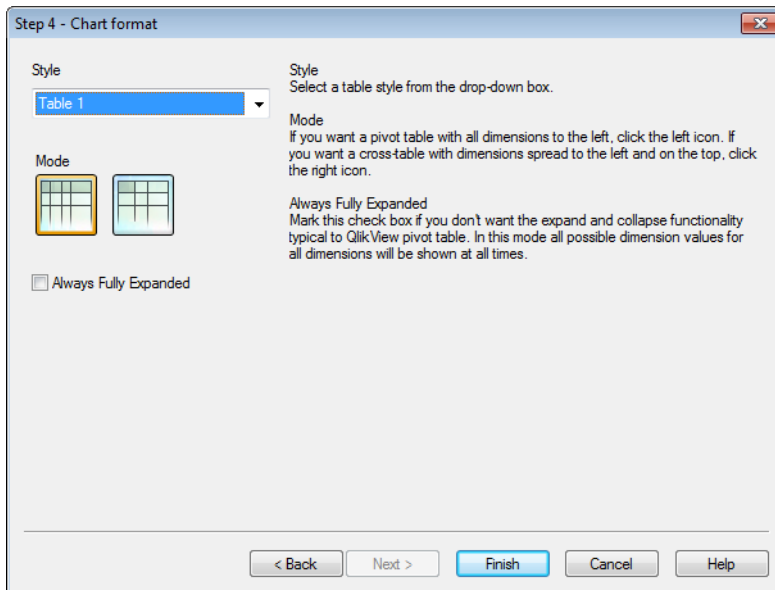 Step 4 - Chart format
Style
Table 1
Mode
Always Fully Expanded
Style
Select a table style from the drop-down box.
Mode
If you want a pivot table with all dimensions to the left, click the left icon. If
you want a cross-table with dimensions spread to the left and on the top, click
the right icon.
Always Fully Expanded
Mark this check box if you don't want the expand and collapse functionality
typical to QlikView pivot table. In this mode all possible dimension values for
all dimensions will be shown at all times.
< Back
Next >
Finish
Cancel
Help